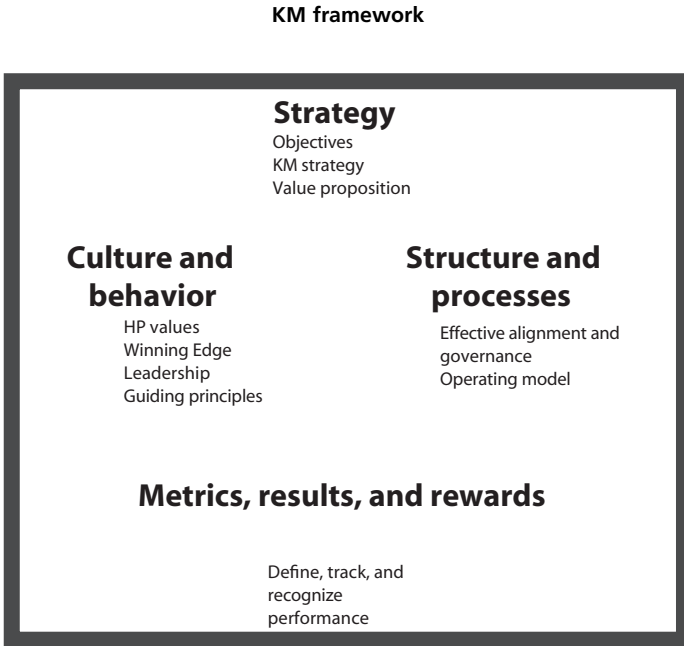 KM framework
Strategy
Objectives
KM strategy
Value proposition
Culture and
behavior
HP values
Winning Edge
Leadership
Guiding principles
Structure and
processes
Effective alignment and
governance
Operating model
Metrics, results, and rewards
Define, track, and
recognize
performance